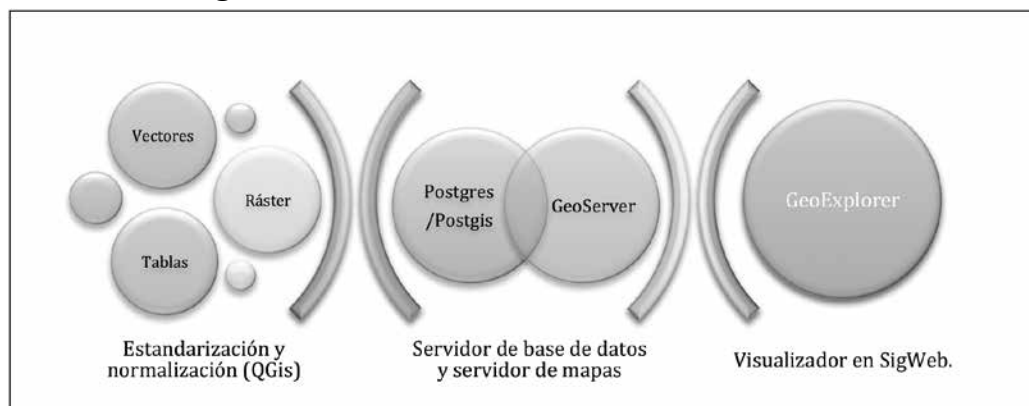 Vectores
Ráster
Tablas
Postgres
/Postgis
GeoServer
GeoExplorer
Estandarización y
normalización (QGis)
Servidor de base de datos
y servidor de mapas
Visualizador en SigWeb.